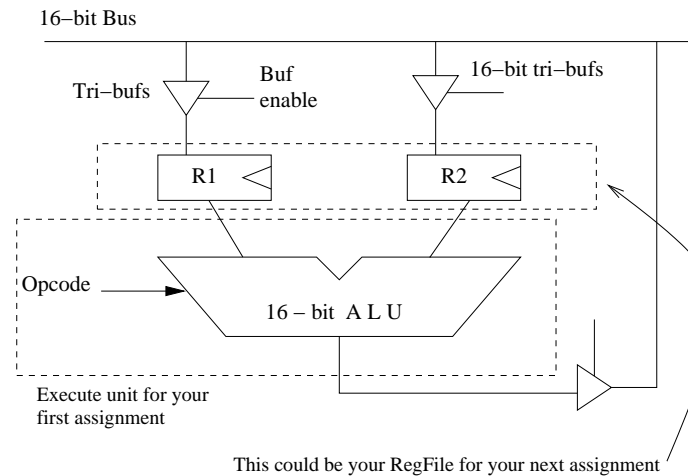 16−bit Bus
Tri−bufs
Buf
enable
16−bit tri−bufs
R1
R2
Opcode
16 − bit A L U
Execute unit for your
first assignment
This could be your RegFile for your next assignment